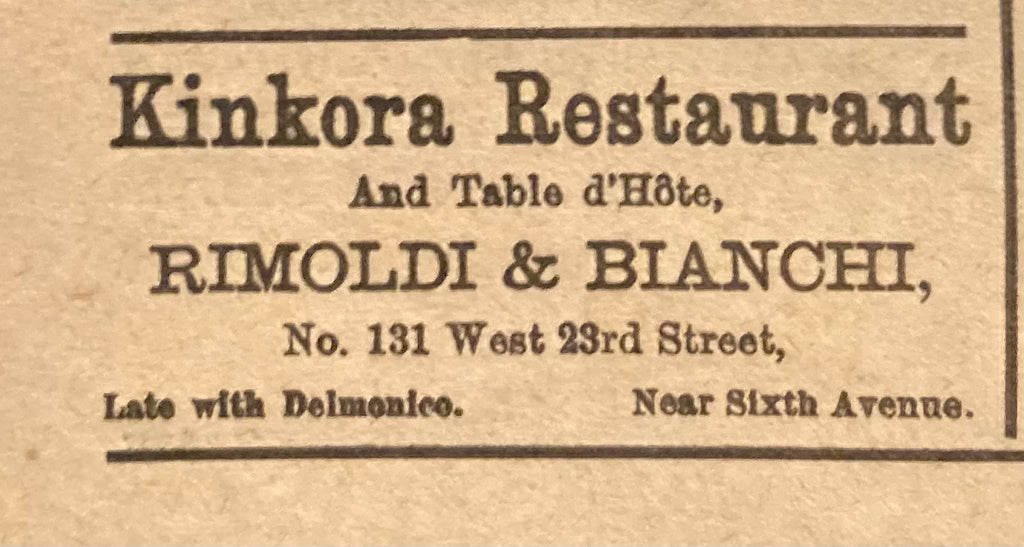 Kinkora Restaurant
And Table d'Hôte,
RIMOLDI & BIANCHI,
No. 131 West 23rd Street,
Late with Delmonico. Near Sixth Avenue.